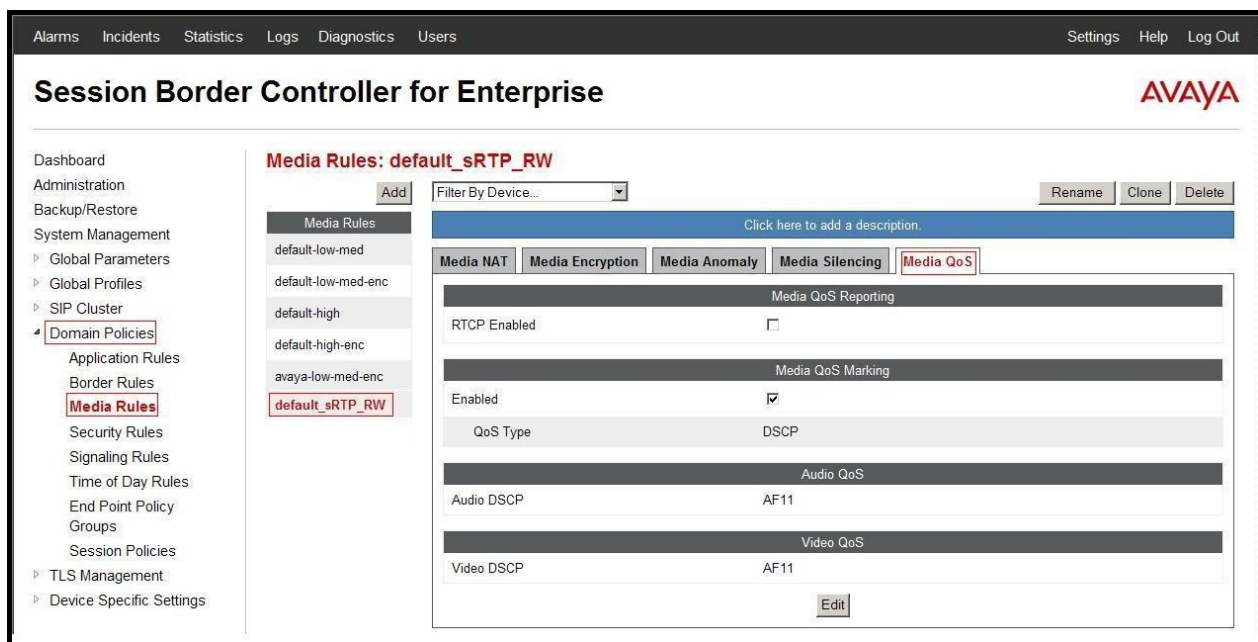 Alarms Incidents Statistics Logs Diagnostics Users Settings Help Log Out
Session Border Controller for Enterprise
AVAYA
Dashboard
Administration
Backup/Restore
System Management
Global Parameters
Global Profiles
SIP Cluster
Domain Policies
Application Rules
Border Rules
Media Rules
Security Rules
Signaling Rules
Time of Day Rules
End Point Policy
Groups
Session Policies
TLS Management
Device Specific Settings
Media Rules: default_sRTP_RW
Add
Filter By Device...
Rename Clone Delete
Media Rules
default-low-med
default-low-med-enc
default-high
default-high-enc
avaya-low-med-enc
default_sRTP_RW
Click here to add a description.
Media NAT Media Encryption Media Anomaly Media Silencing Media QoS
Media QoS Reporting
RTCP Enabled
Media QoS Marking
Enabled
QoS Type DSCP
Audio QoS
Audio DSCP AF11
Video QoS
Video DSCP AF11
Edit